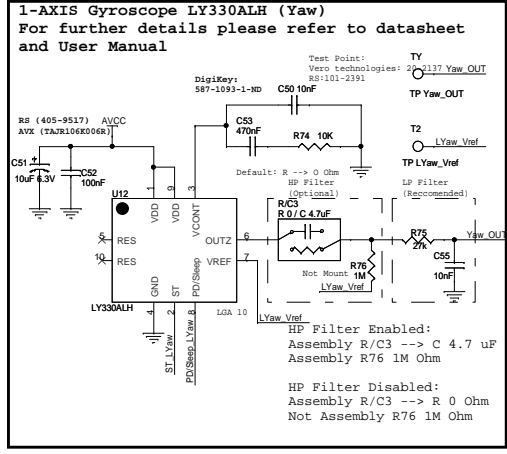 1-AXIS Gyroscope LY330ALH (Yaw)
For further details please refer to datasheet
and User Manual
Test Point:
Vero technologies: 20-2137
RS:101-2391
TY
Yaw_OUT
TP Yaw_OUT
DigiKey:
587-1093-1-ND
C50 10nF
C53
470nF
R74 10K
T2
LYaw_Vref
TP LYaw_Vref
RS (405-9517)
AVX (TAJR106K006R)
AVCC
C51
+
10uF 6.3V
C52
100nF
Default: R --> 0 Ohm
HP Filter
(Optional)
LP Filter
(Reccomended)
U12
1
9
3
VDD
VDD
VCONT
R/C3
R 0 / C 4.7uF
5
RES
10
RES
OUTZ
6
VREF
7
R75
27k
Yaw_OUT
C55
10nF
R76
1M
Not Mount
LYaw_Vref
GND
ST
PD/Sleep
LY330ALH
4
2
8
LGA 10
ST_LYaw
PD/Sleep_LYaw
LYaw_Vref
HP Filter Enabled:
Assembly R/C3 --> C 4.7 uF
Assembly R76 1M Ohm
HP Filter Disabled:
Assembly R/C3 --> R 0 Ohm
Not Assembly R76 1M Ohm